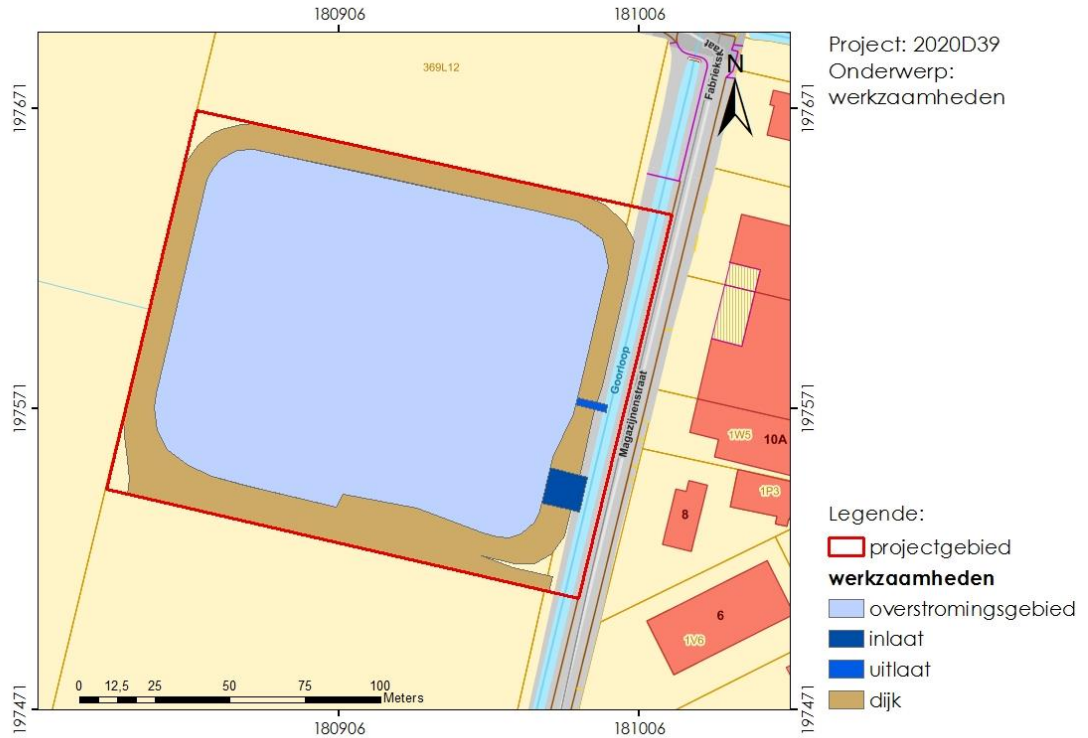 180906
181006
Project: 2020D39
Onderwerp:
werkzaamheden
197671
197671
369L12
Fabriekstraat
N
Goorloop
Magazijnenstraat
197571
197571
1W5
10A
1P3
8
6
1V6
Legende:
projectgebied
werkzaamheden
overstromingsgebied
inlaat
uitlaat
dijk
0 12,5 25 50 75 100
Meters
197471
197471
180906
181006